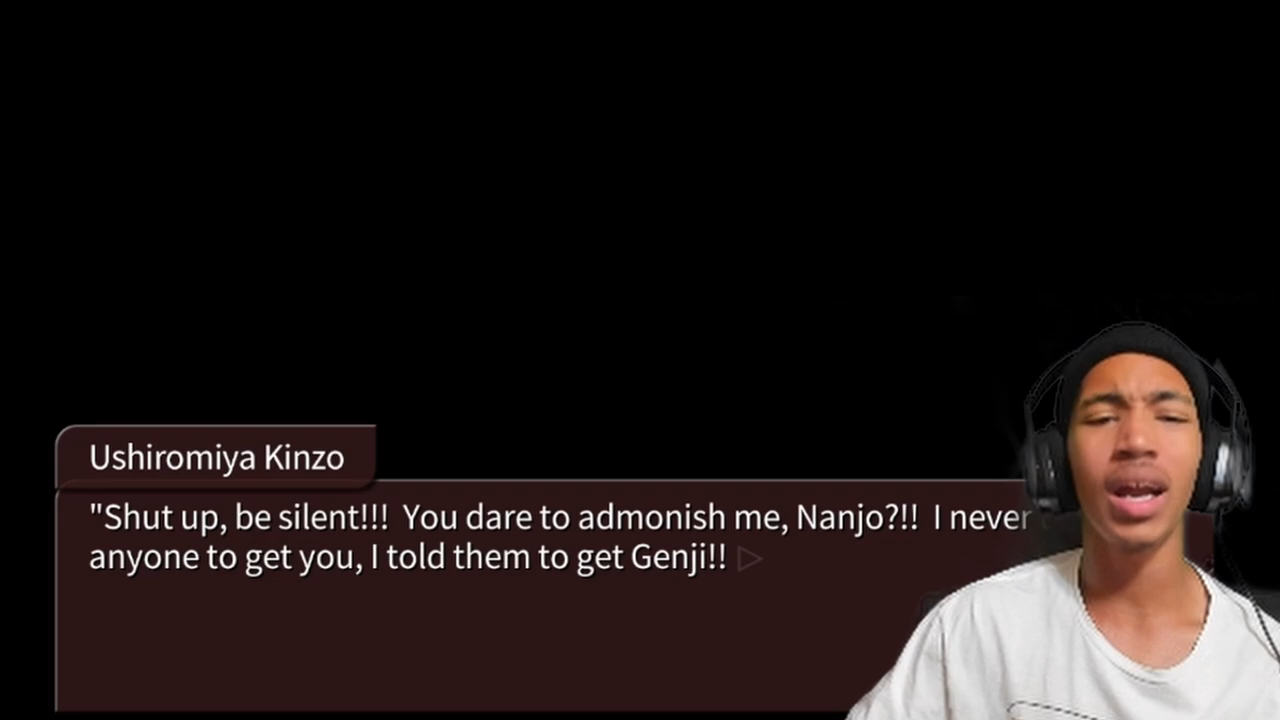 Ushiromiya Kinzo
"Shut up, be silent!!!  You dare to admonish me, Nanjo?!!  I never
anyone to get you, I told them to get Genji!!